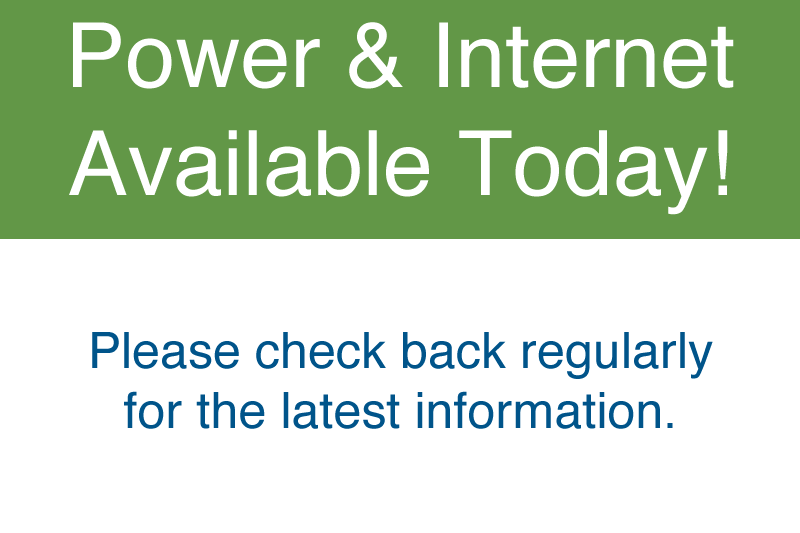 Power & Internet
Available Today!
Please check back regularly
for the latest information.